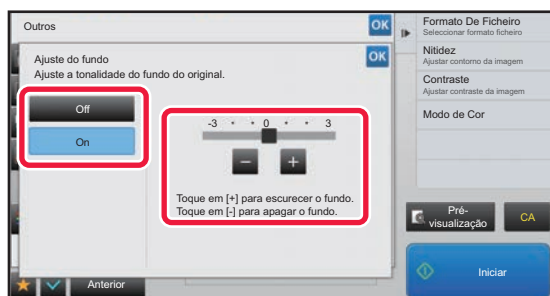 Outros
OK
Ajuste do fundo
Ajuste a tonalidade do fundo do original.
OK
Off
On
-3 • • 0 • • 3
− +
Toque em [+] para escurecer o fundo.
Toque em [-] para apagar o fundo.
Anterior
Formato De Ficheiro
Seleccionar formato ficheiro
Nitidez
Ajustar contorno da imagem
Contraste
Ajustar contraste da imagem
Modo de Cor
Pré-
visualização
CA
Iniciar